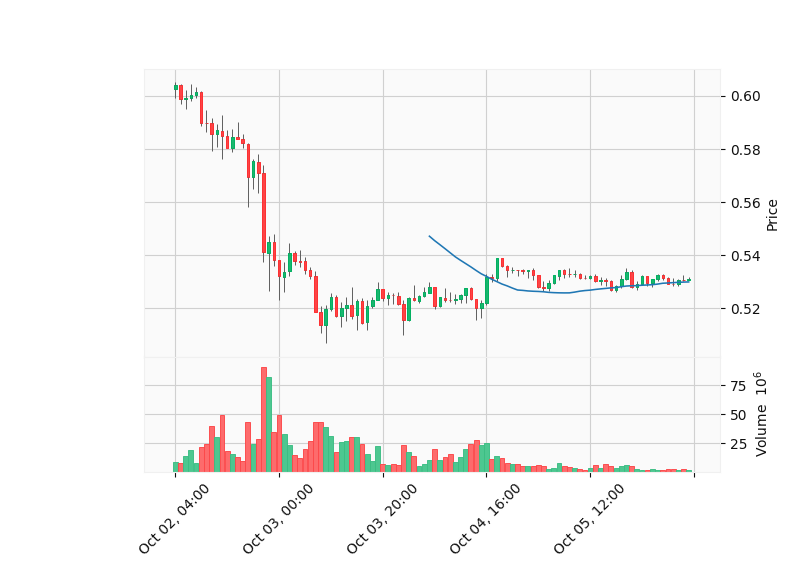 0.60
0.58
0.56
0.54
0.52
Price
75
50
25
Volume 10^6
Oct 02, 04:00
Oct 03, 00:00
Oct 03, 20:00
Oct 04, 16:00
Oct 05, 12:00